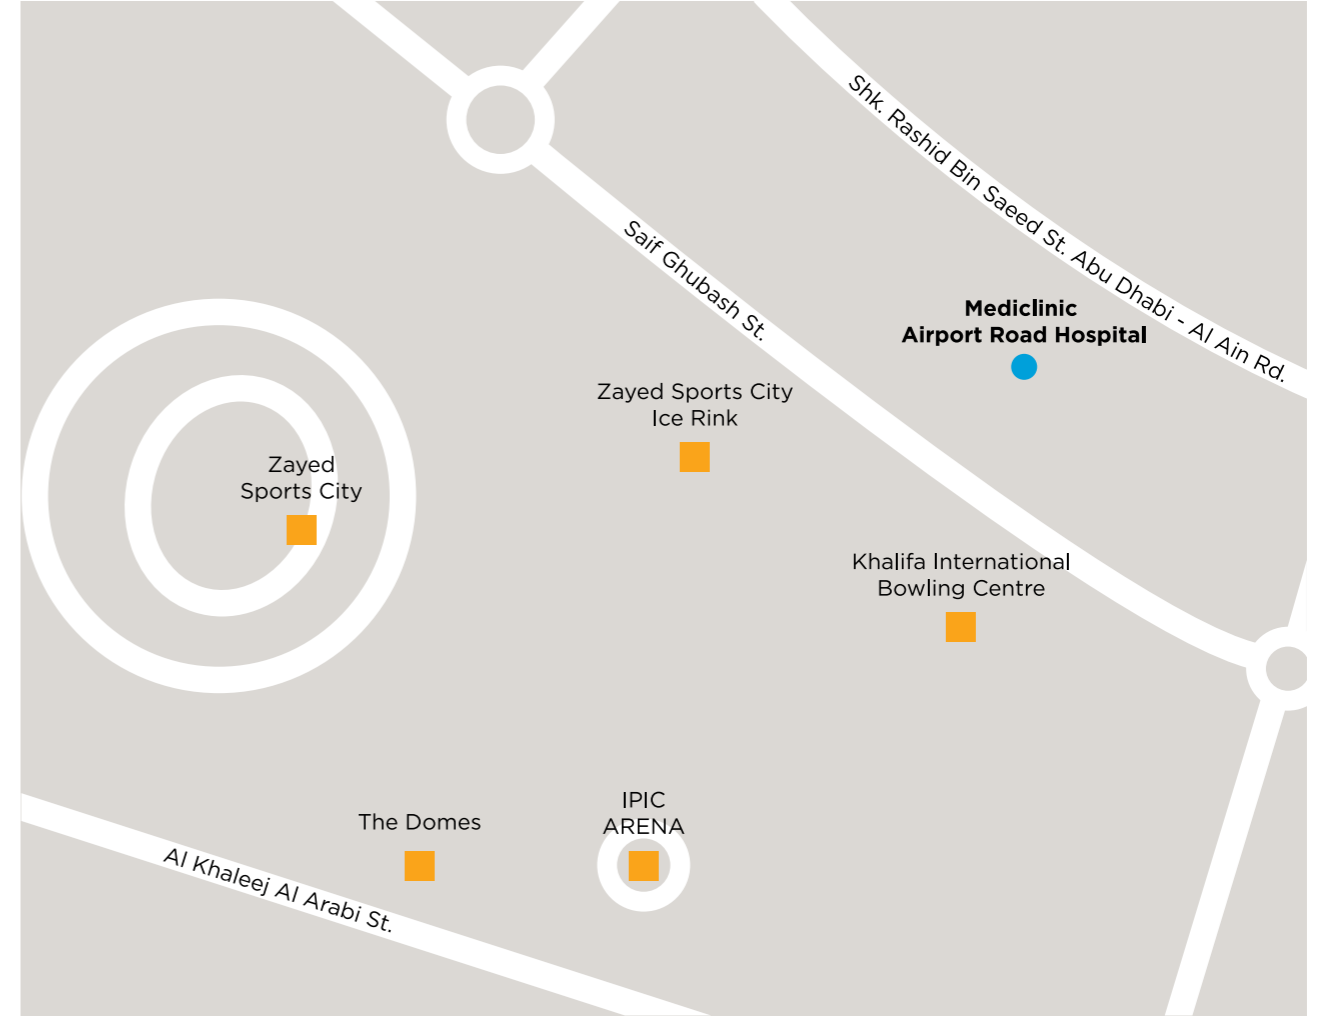 Shk. Rashid Bin Saeed St. Abu Dhabi - Al Ain Rd.
Saif Ghubash St.
Mediclinic
Airport Road Hospital
Zayed Sports City
Ice Rink
Zayed
Sports City
Khalifa International
Bowling Centre
IPIC
ARENA
The Domes
Al Khaleej Al Arabi St.